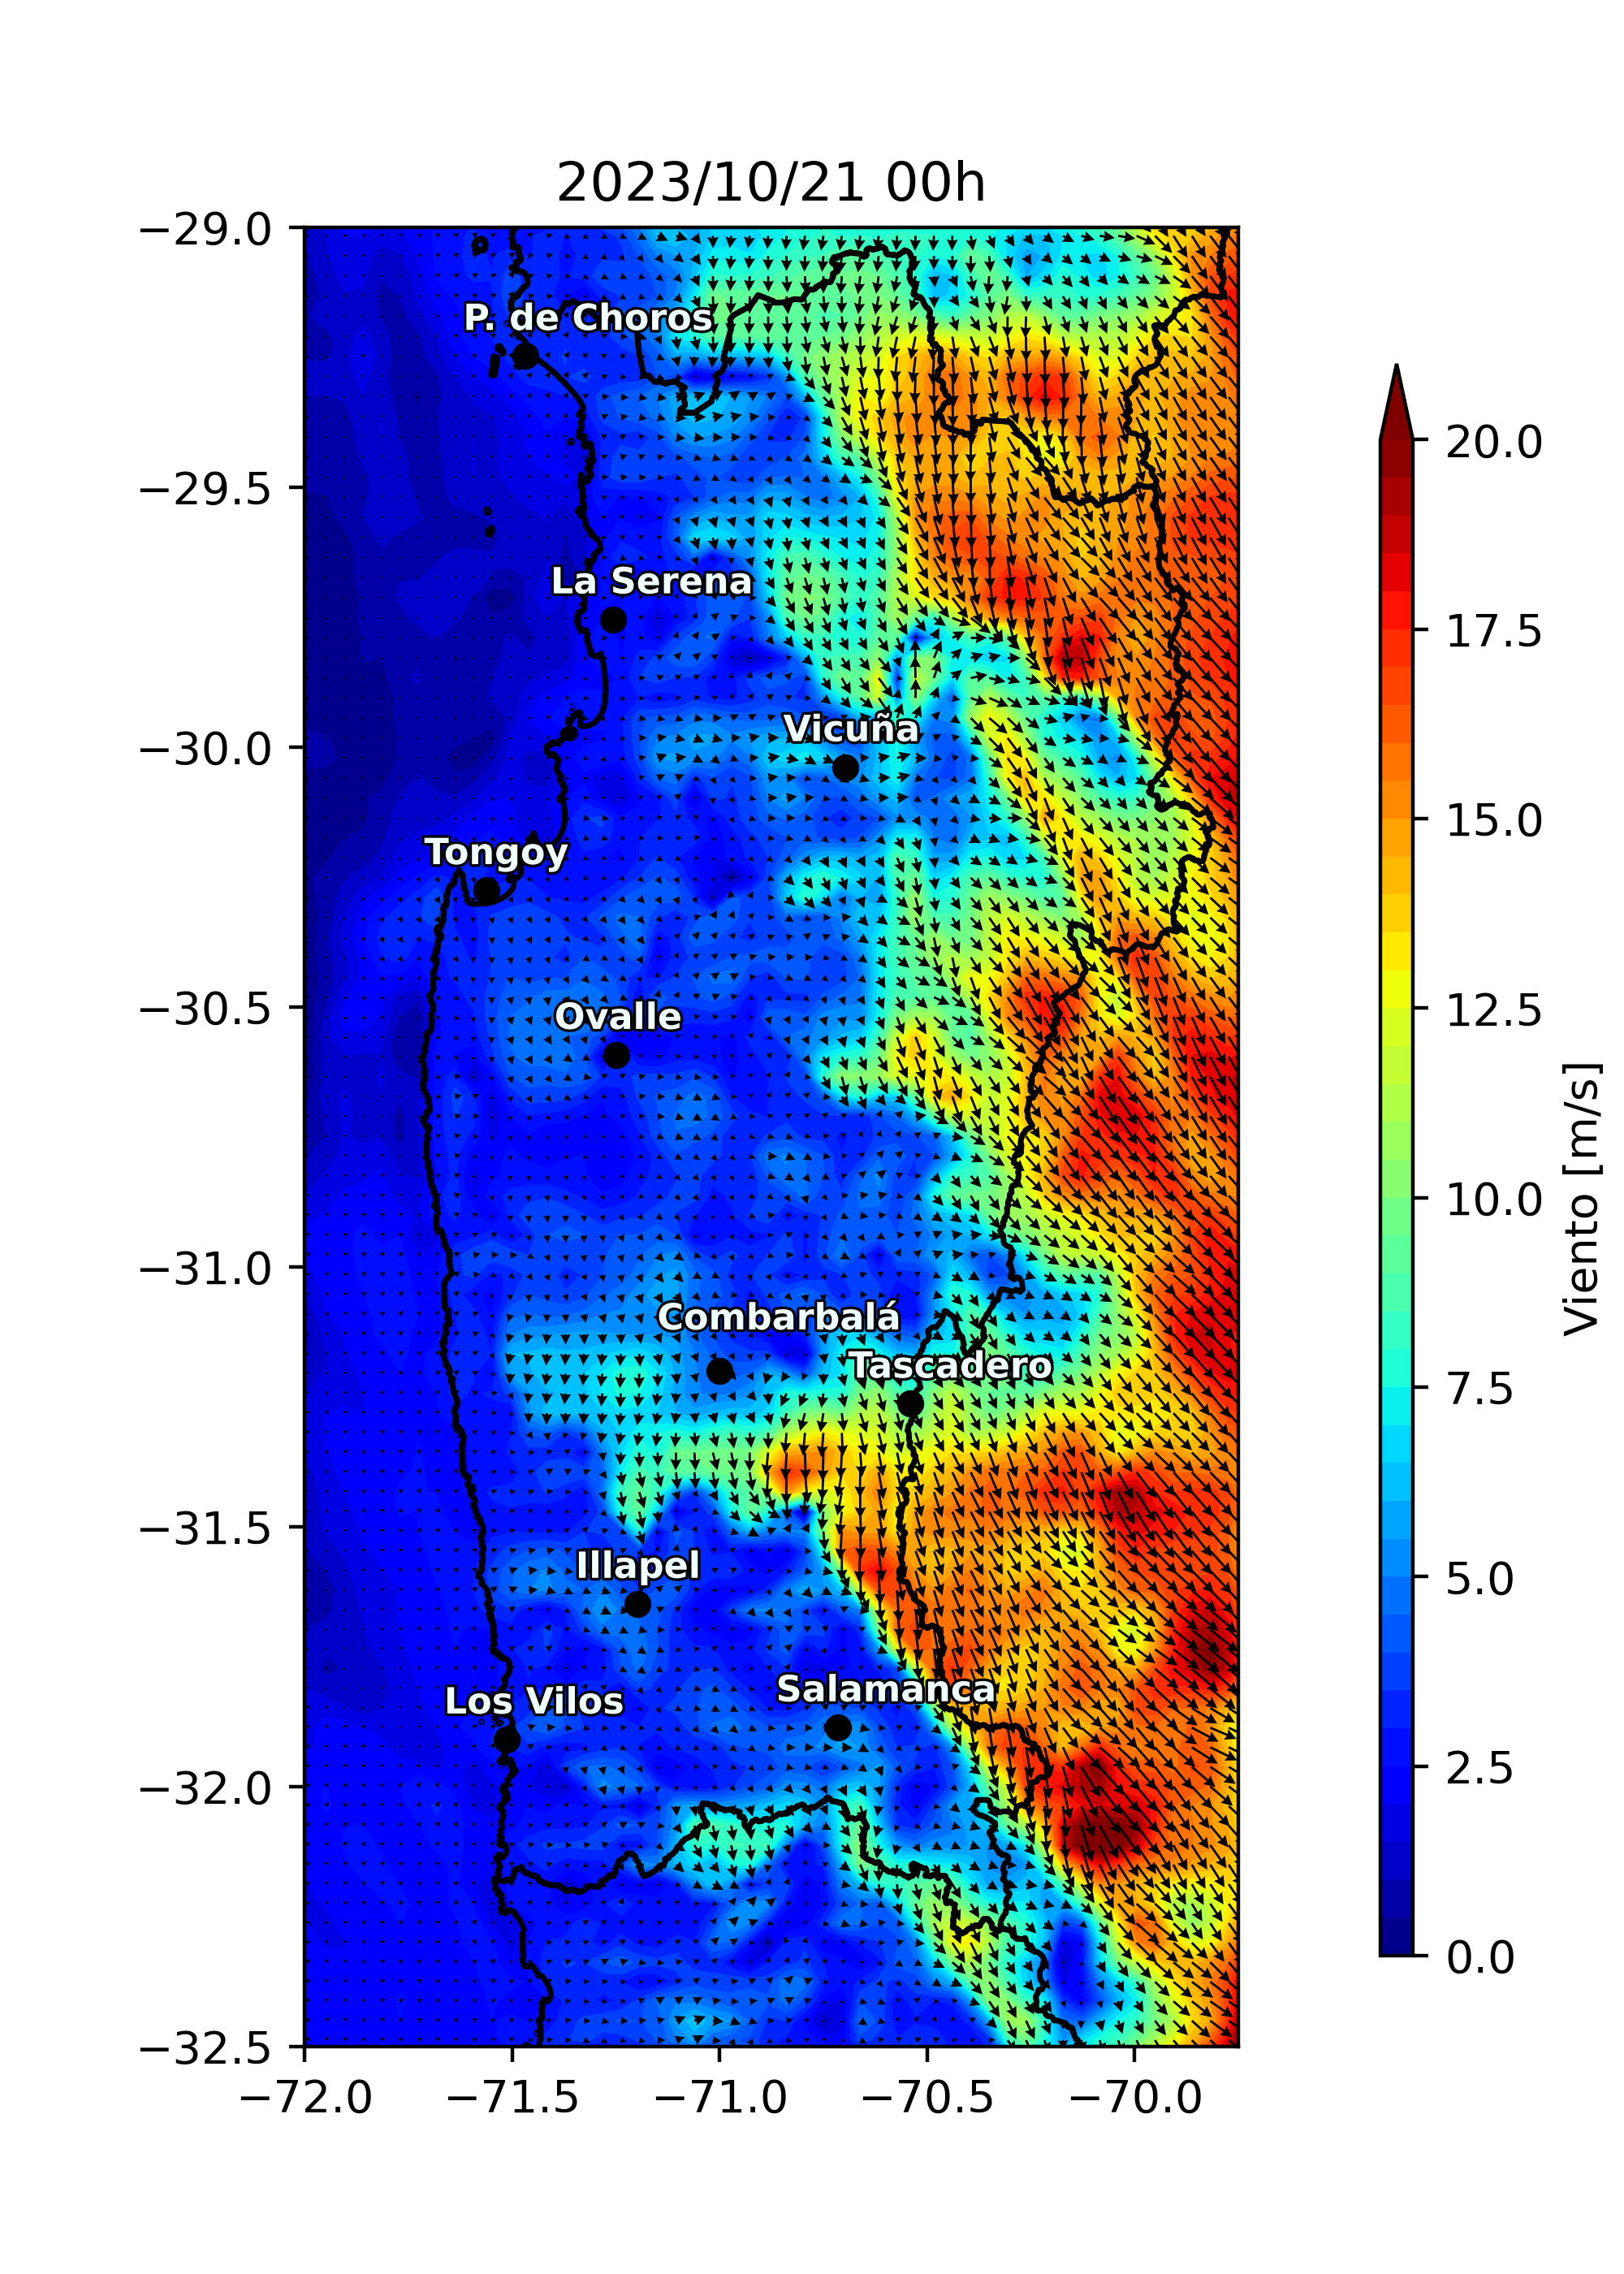 2023/10/21 00h
−29.0
−29.5
−30.0
−30.5
−31.0
−31.5
−32.0
−32.5
−72.0
−71.5
−71.0
−70.5
−70.0
P. de Choros
La Serena
Vicuña
Tongoy
Ovalle
Combarbalá
Tascadero
Illapel
Salamanca
Los Vilos
20.0
17.5
15.0
12.5
10.0
7.5
5.0
2.5
0.0
Viento [m/s]